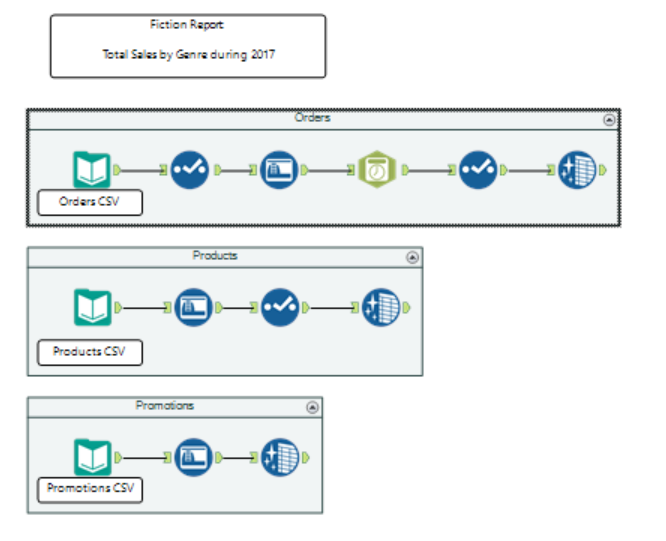 Fiction Report
Total Sales by Genre during 2017
Orders
Orders CSV
Products
Products CSV
Promotions
Promotions CSV